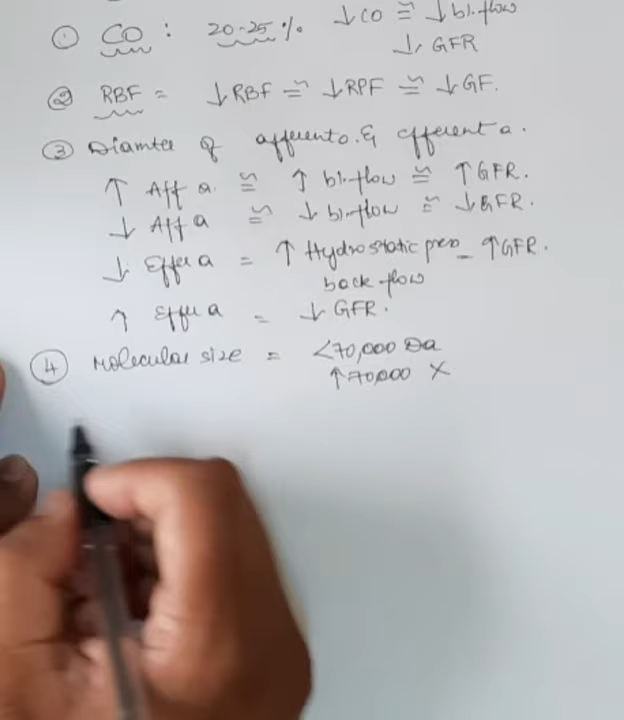 ① CO : 20-25 % ↓CO ≅ ↓bl.flow
↓ GFR
② RBF = ↓RBF ≅ ↓RPF ≅ ↓GF.
③ Diamter of afferent a. & efferent a.
↑ Aff a. ≅ ↑ bl.flow ≅ ↑GFR.
↓ Aff a ≅ ↓ bl.flow ≅ ↓GFR.
↓ Effer a = ↑ Hydrostatic pres _ ↑GFR.
back flow
↑ Effer a = ↓ GFR.
④ Molecular size = <70,000 Da
↑70,000 X